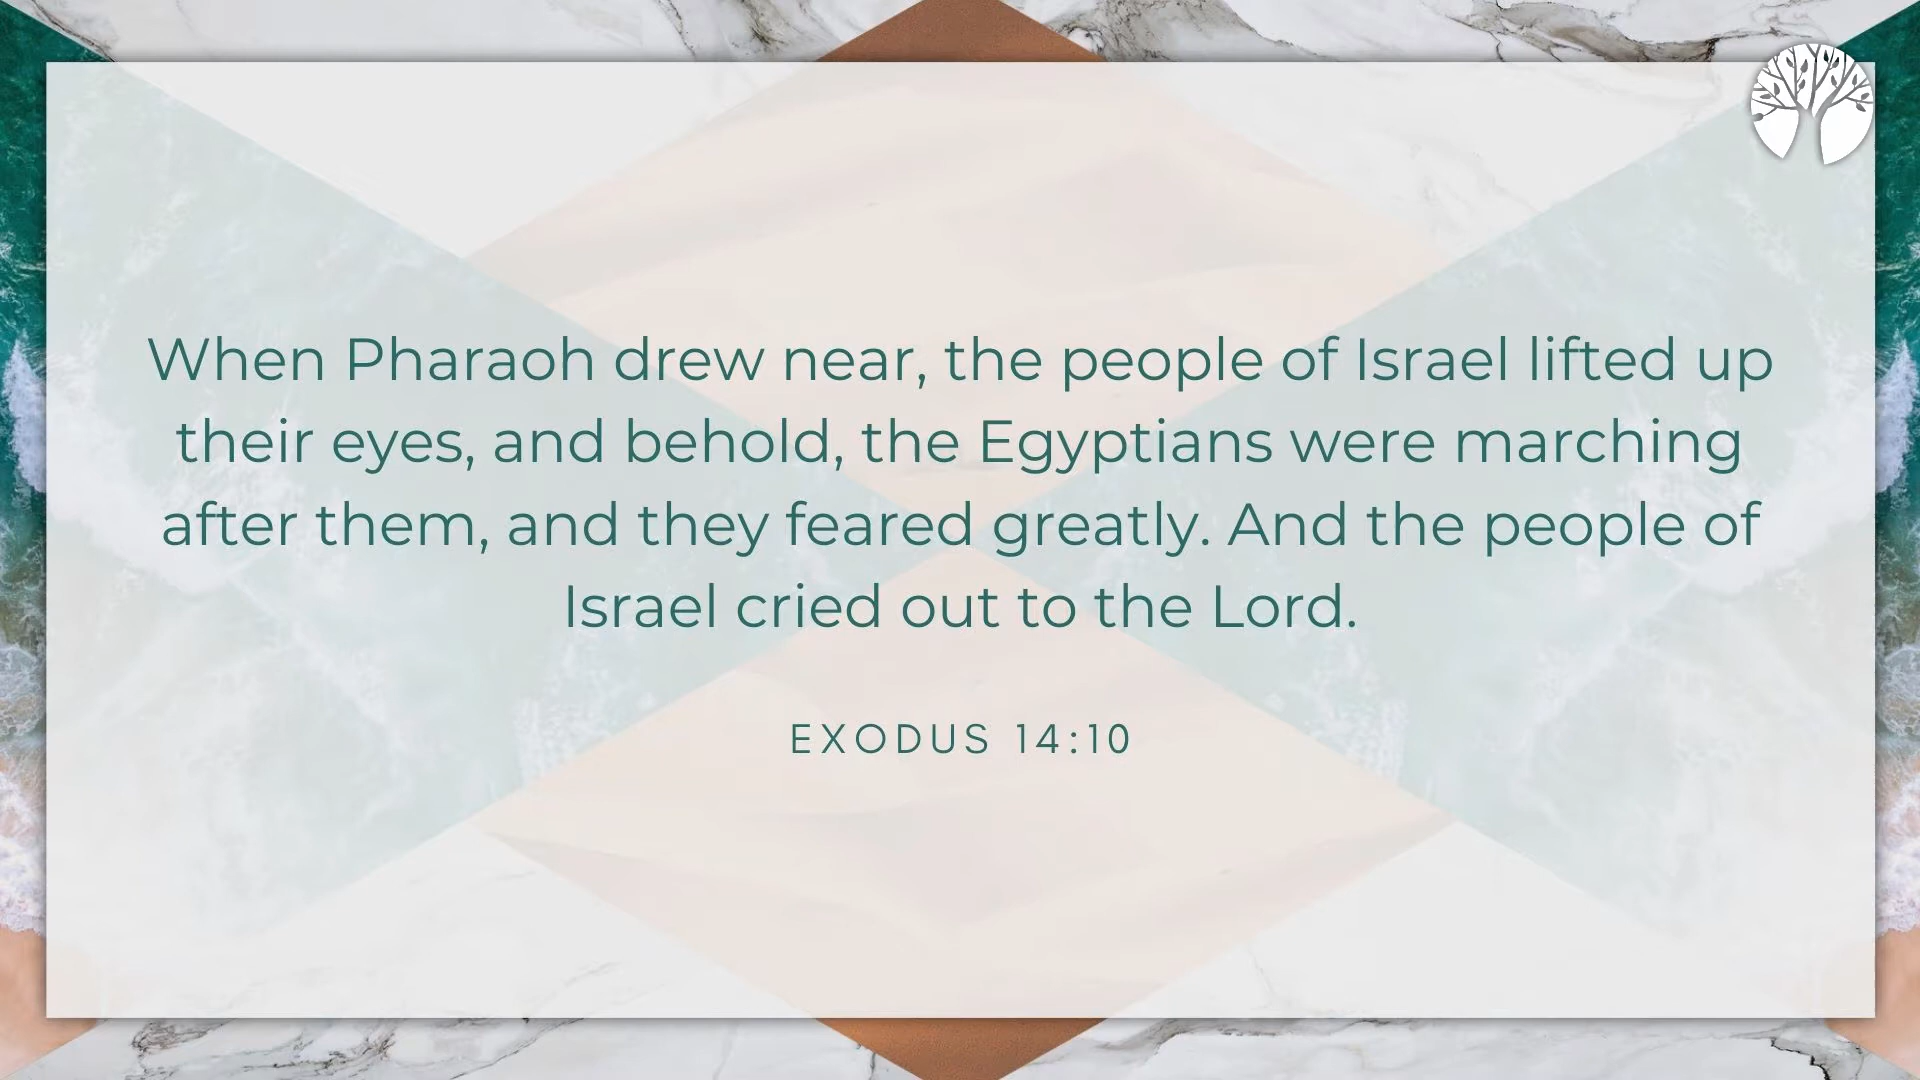 When Pharaoh drew near, the people of Israel lifted up
their eyes, and behold, the Egyptians were marching
after them, and they feared greatly. And the people of
Israel cried out to the Lord.
EXODUS 14:10